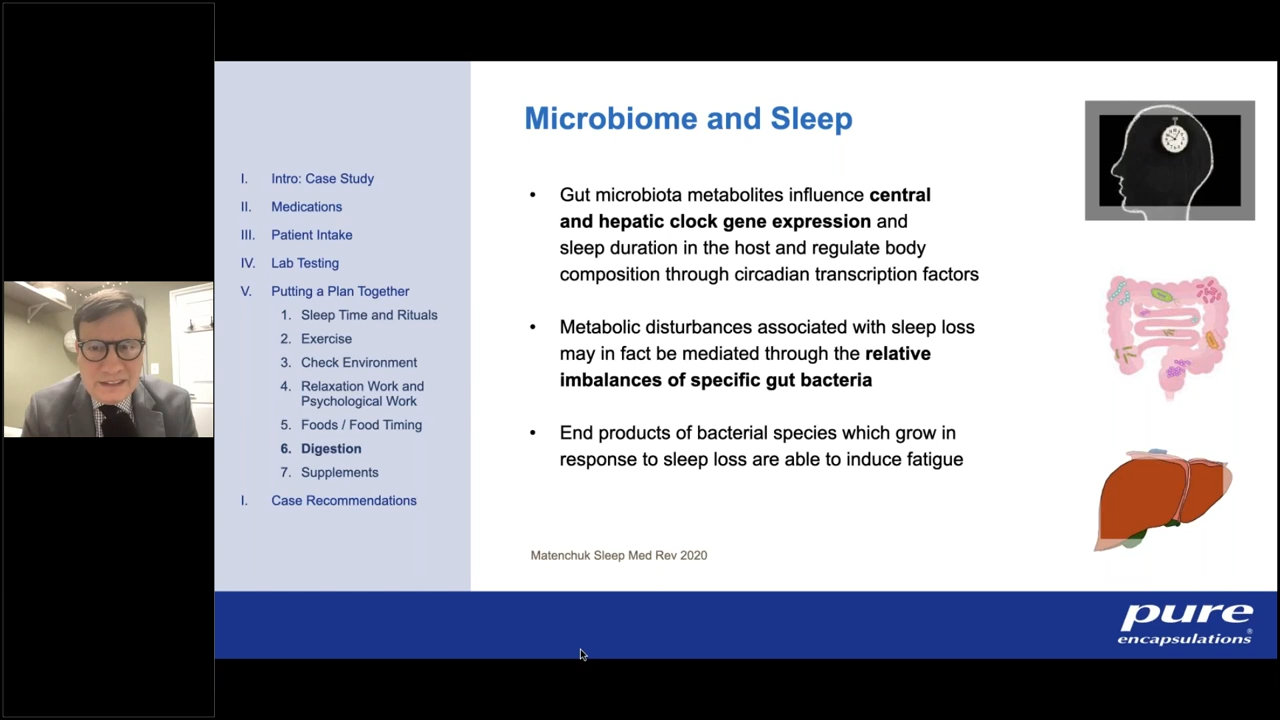 Microbiome and Sleep
I. Intro: Case Study
II. Medications
III. Patient Intake
IV. Lab Testing
V. Putting a Plan Together
1. Sleep Time and Rituals
2. Exercise
3. Check Environment
4. Relaxation Work and
Psychological Work
5. Foods / Food Timing
6. Digestion
7. Supplements
I. Case Recommendations
• Gut microbiota metabolites influence central
and hepatic clock gene expression and
sleep duration in the host and regulate body
composition through circadian transcription factors
• Metabolic disturbances associated with sleep loss
may in fact be mediated through the relative
imbalances of specific gut bacteria
• End products of bacterial species which grow in
response to sleep loss are able to induce fatigue
Matenchuk Sleep Med Rev 2020
pure
encapsulations®